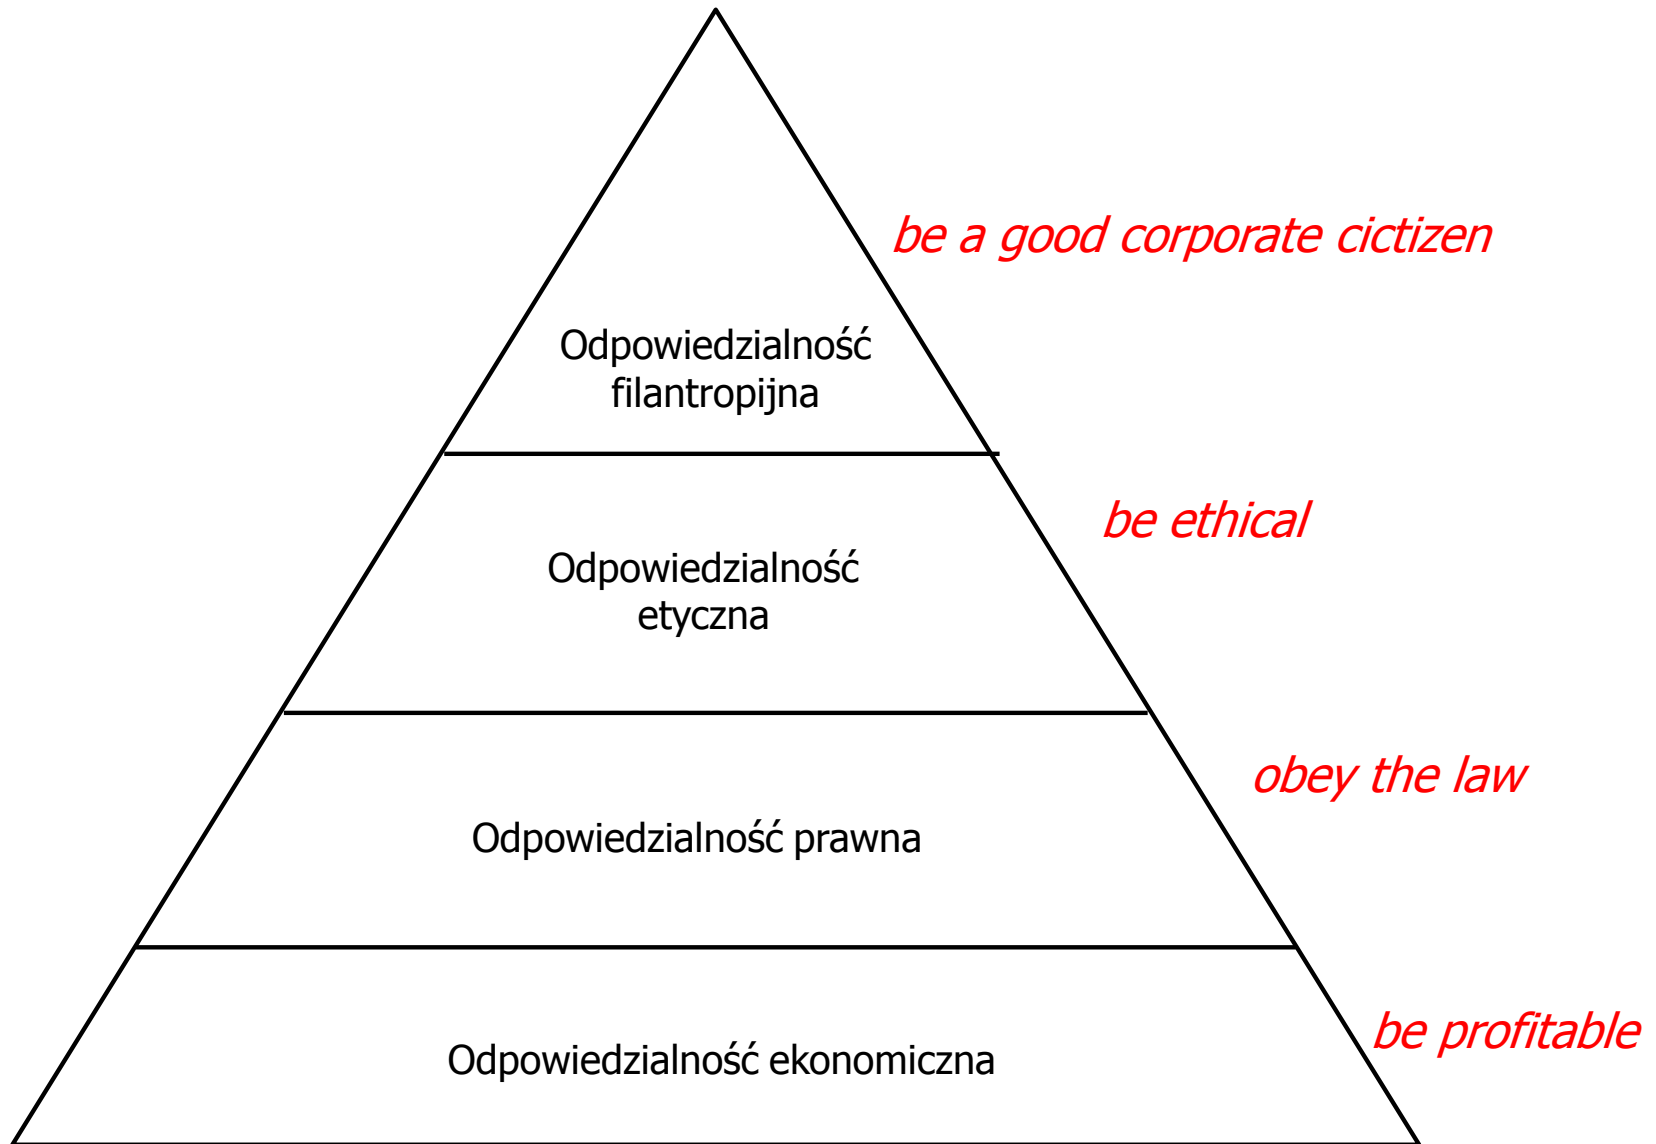 be a good corporate cictizen
Odpowiedzialność
filantropijna
be ethical
Odpowiedzialność
etyczna
obey the law
Odpowiedzialność prawna
be profitable
Odpowiedzialność ekonomiczna